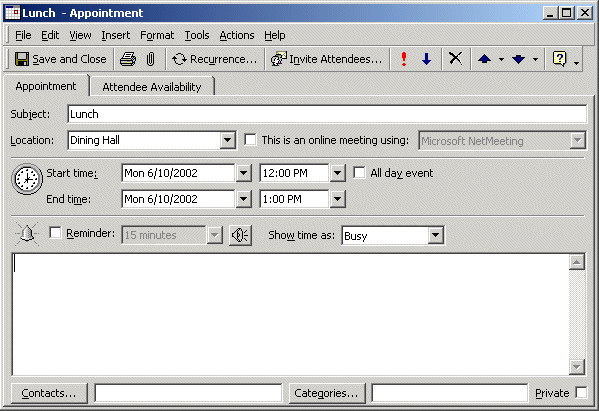 Lunch - Appointment
File Edit View Insert Format Tools Actions Help
Save and Close Recurrence... Invite Attendees...
Appointment Attendee Availability
Subject: Lunch
Location: Dining Hall This is an online meeting using: Microsoft NetMeeting
Start time: Mon 6/10/2002 12:00 PM All day event
End time: Mon 6/10/2002 1:00 PM
Reminder: 15 minutes Show time as: Busy
Contacts... Categories... Private